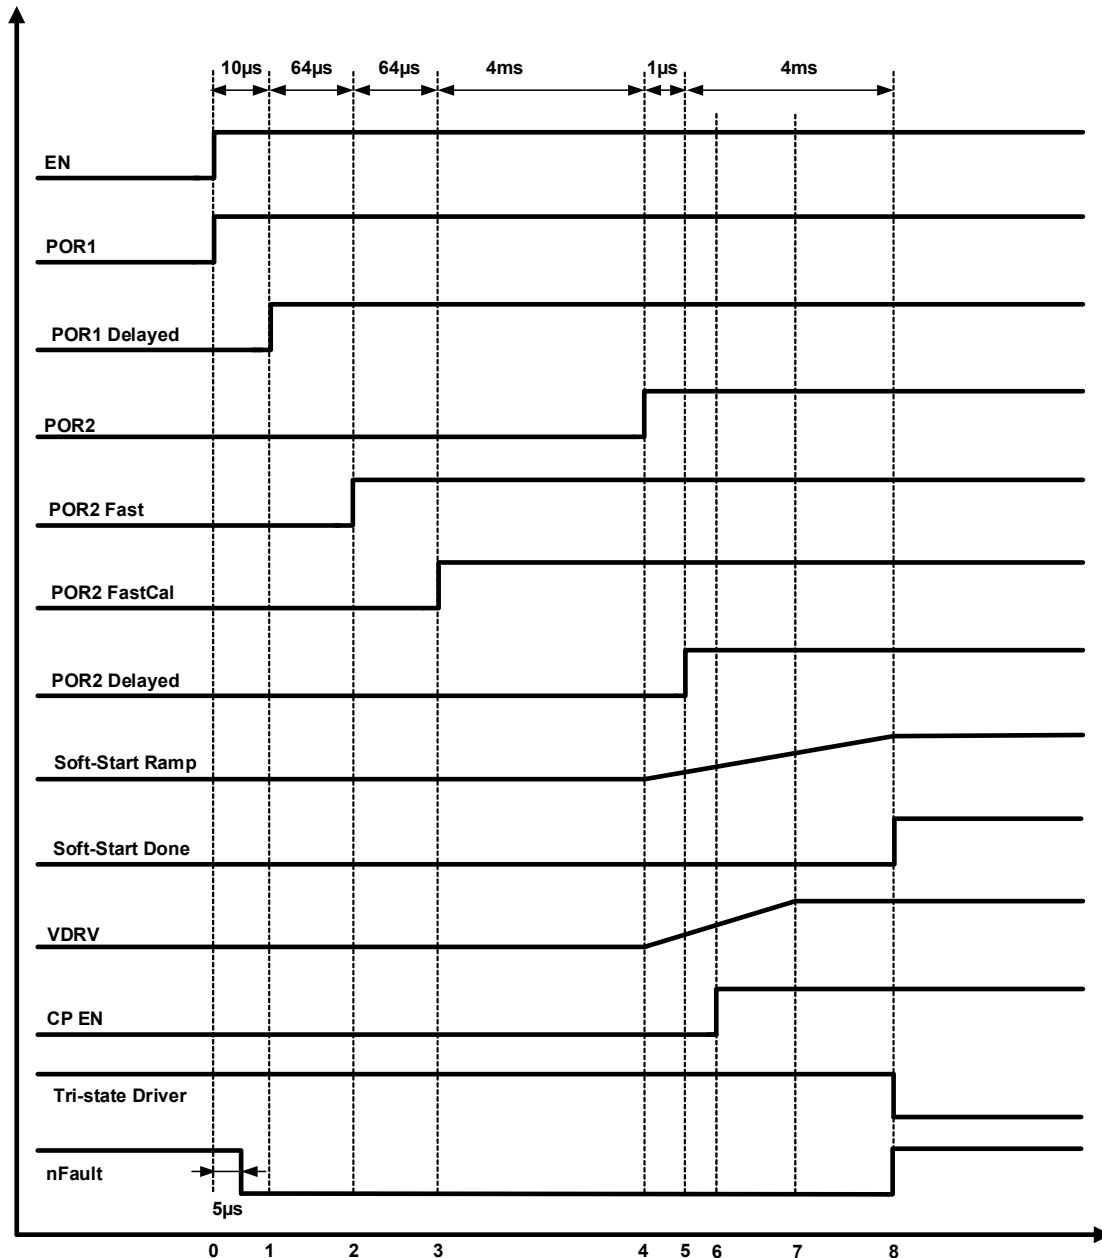 10µs 64µs 64µs 4ms 1µs 4ms
EN
POR1
POR1 Delayed
POR2
POR2 Fast
POR2 FastCal
POR2 Delayed
Soft-Start Ramp
Soft-Start Done
VDRV
CP EN
Tri-state Driver
nFault
5µs
0 1 2 3 4 5 6 7 8